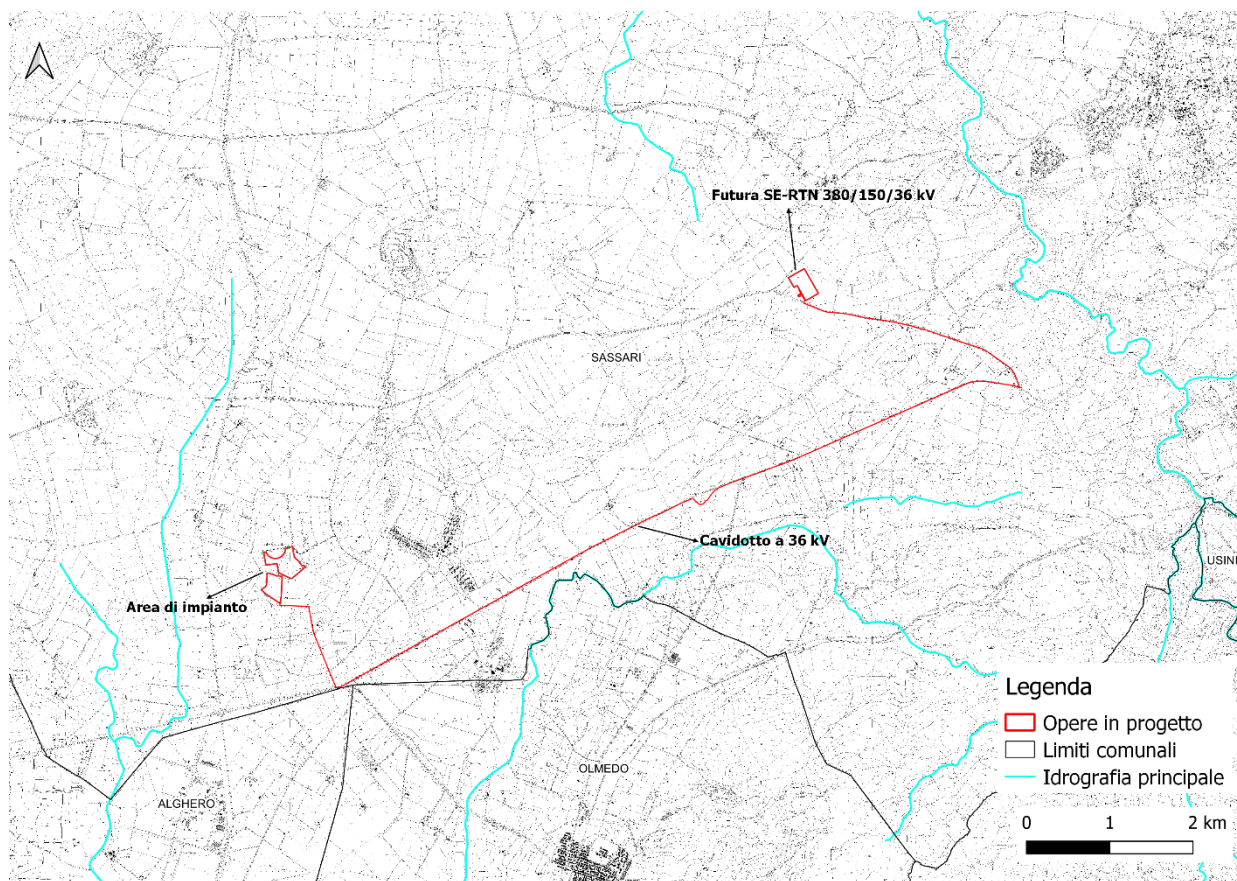 Futura SE-RTN 380/150/36 kV
SASSARI
Cavidotto a 36 kV
USINI
Area di impianto
OLMEDO
ALGHERO
Legenda
Opere in progetto
Limiti comunali
Idrografia principale
0 1 2 km